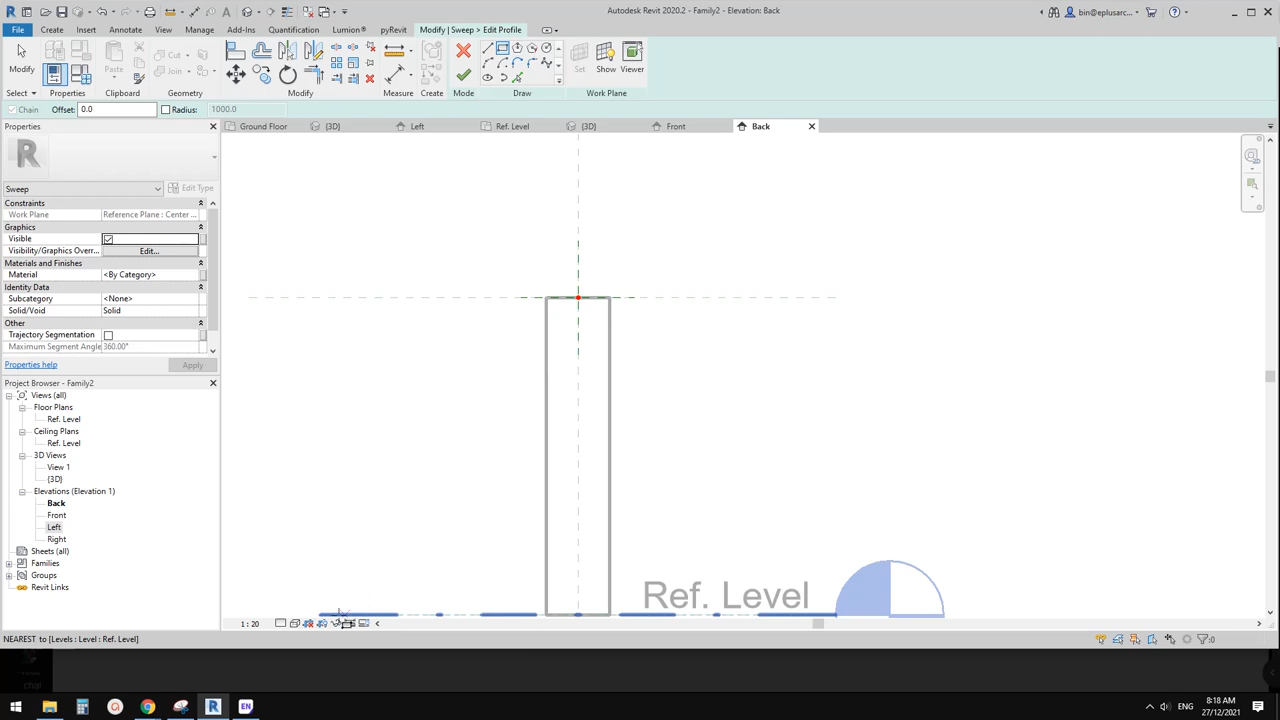 Autodesk Revit 2020.2 - Family2 - Elevation: Back
bin@eplusarc...
File Create Insert Annotate View Manage Add-Ins Quantification Lumion® pyRevit Modify | Sweep > Edit Profile
Modify Paste Cut Join Set Show Viewer
Select Properties Clipboard Geometry Modify Measure Create Mode Draw Work Plane
Chain Offset: 0.0 Radius: 1000.0
Properties
Ground Floor {3D} Left Ref. Level {3D} Front Back
R
Sweep Edit Type
Constraints
Work Plane Reference Plane : Center ...
Graphics
Visible
Visibility/Graphics Overr... Edit...
Materials and Finishes
Material <By Category>
Identity Data
Subcategory <None>
Solid/Void Solid
Other
Trajectory Segmentation
Maximum Segment Angle 360.00°
Properties help Apply
Project Browser - Family2
Views (all)
Floor Plans
Ref. Level
Ceiling Plans
Ref. Level
3D Views
View 1
{3D}
Elevations (Elevation 1)
Back
Front
Left
Right
Sheets (all)
Families
Groups
Revit Links
Ref. Level
1 : 20
NEAREST to [Levels : Level : Ref. Level]
:0
chai
EN
ENG
8:18 AM
27/12/2021